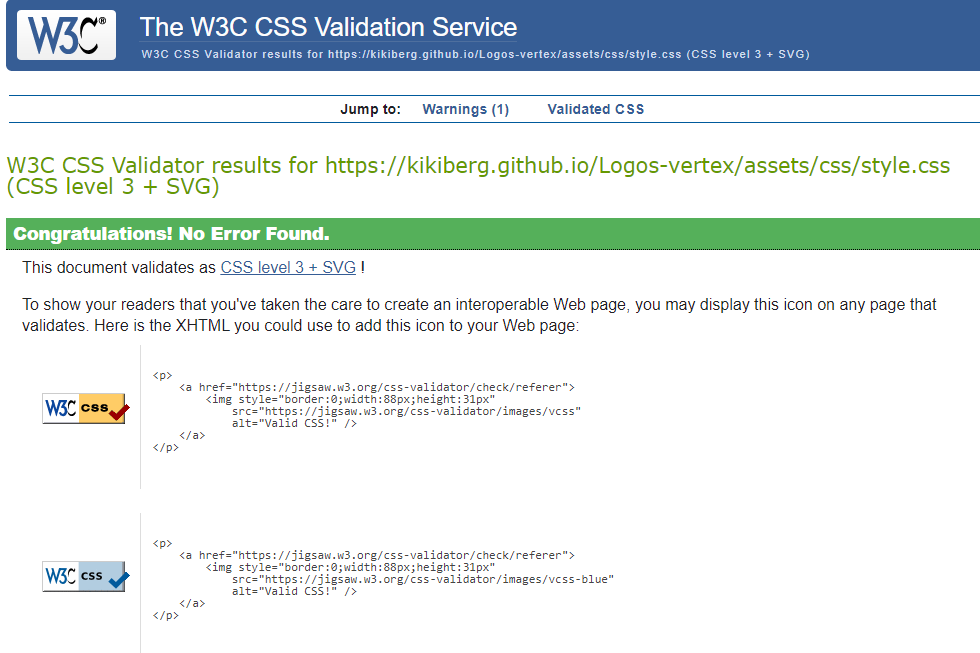 W3C® The W3C CSS Validation Service
W3C CSS Validator results for https://kikiberg.github.io/Logos-vertex/assets/css/style.css (CSS level 3 + SVG)
Jump to: Warnings (1) Validated CSS
W3C CSS Validator results for https://kikiberg.github.io/Logos-vertex/assets/css/style.css
(CSS level 3 + SVG)
Congratulations! No Error Found.
This document validates as CSS level 3 + SVG !
To show your readers that you've taken the care to create an interoperable Web page, you may display this icon on any page that
validates. Here is the XHTML you could use to add this icon to your Web page:
W3C css
<p>
<a href="https://jigsaw.w3.org/css-validator/check/referer">
<img style="border:0;width:88px;height:31px"
src="https://jigsaw.w3.org/css-validator/images/vcss"
alt="Valid CSS!" />
</a>
</p>
W3C css
<p>
<a href="https://jigsaw.w3.org/css-validator/check/referer">
<img style="border:0;width:88px;height:31px"
src="https://jigsaw.w3.org/css-validator/images/vcss-blue"
alt="Valid CSS!" />
</a>
</p>